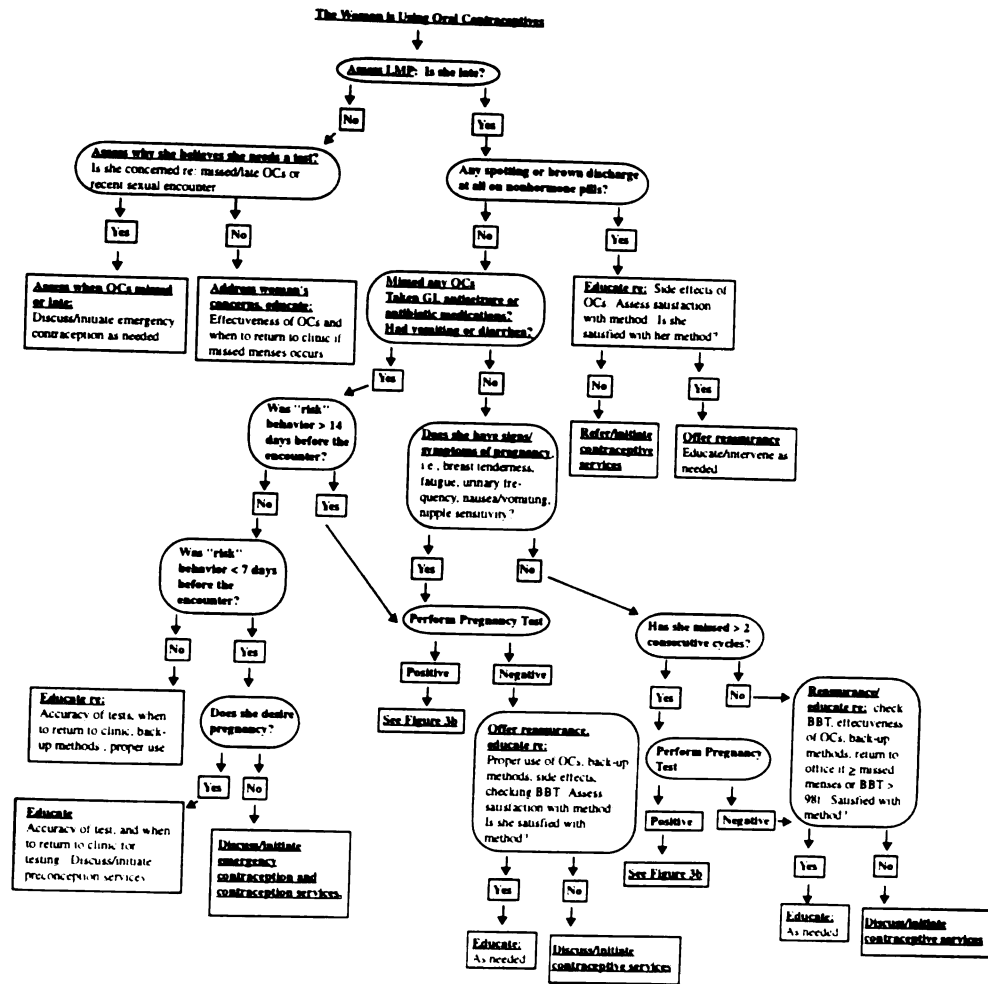 The Woman is Using Oral Contraceptives
Assess LMP: Is she late?
No
Yes
Assess why she believes she needs a test?
Is she concerned re: missed/late OCs or
recent sexual encounter
Any spotting or brown discharge
at all on nonhormone pills?
Yes
No
No
Yes
Assess when OCs missed
or late:
Discuss/initiate emergency
contraception as needed
Address woman's
concerns, educate:
Effectiveness of OCs and
when to return to clinic if
missed menses occurs
Missed any OCs
Taken GI, antiseizure or
antibiotic medications?
Had vomiting or diarrhea?
Educate re: Side effects of
OCs. Assess satisfaction
with method. Is she
satisfied with her method?
Yes
No
No
Yes
Was "risk"
behavior > 14
days before the
encounter?
Does she have signs/
symptoms of pregnancy,
i.e., breast tenderness,
fatigue, urinary fre-
quency, nausea/vomiting,
nipple sensitivity?
Refer/initiate
contraceptive
services
Offer reassurance
Educate/intervene as
needed
No
Yes
Yes
No
Was "risk"
behavior < 7 days
before the
encounter?
Perform Pregnancy Test
Has she missed > 2
consecutive cycles?
No
Yes
Positive
Negative
Yes
No
Educate re:
Accuracy of tests, when
to return to clinic, back-
up methods, proper use
Does she desire
pregnancy?
See Figure 3b
Offer reassurance,
educate re:
Proper use of OCs, back-up
methods, side effects,
checking BBT. Assess
satisfaction with method
Is she satisfied with
method?
Perform Pregnancy
Test
Reassurance/
educate re: check
BBT, effectiveness
of OCs, back-up
methods, return to
office if ≥ missed
menses or BBT >
Satisfied with
method?
Yes
No
Positive
Negative
Educate
Accuracy of test, and when
to return to clinic for
testing. Discuss/initiate
preconception services
Discuss/initiate
emergency
contraception and
contraception services.
See Figure 3b
Yes
No
Yes
No
Educate:
As needed
Discuss/initiate
contraceptive services
Educate:
As needed
Discuss/initiate
contraceptive services